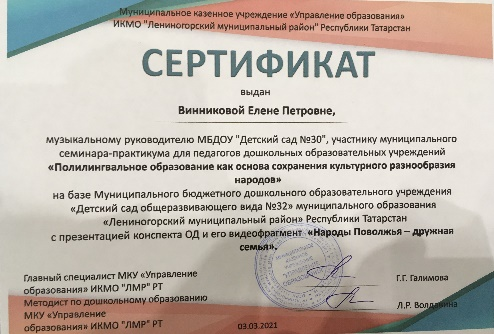 Муниципальное казенное учреждение «Управление образования»
ИКМО "Лениногорский муниципальный район" Республики Татарстан
СЕРТИФИКАТ
выдан
Винниковой Елене Петровне,
музыкальному руководителю МБДОУ "Детский сад №30", участнику муниципального
семинара-практикума для педагогов дошкольных образовательных учреждений
«Полилингвальное образование как основа сохранения культурного разнообразия
народов»
на базе Муниципального бюджетного дошкольного образовательного учреждения
«Детский сад общеразвивающего вида №32» муниципального образования
«Лениногорский муниципальный район» Республики Татарстан
с презентацией конспекта ОД и его видеофрагмент «Народы Поволжья – дружная
семья».
Главный специалист МКУ «Управление
образования» ИКМО "ЛМР" РТ
Г.Г. Галимова
Методист по дошкольному образованию
МКУ «Управление
образования» ИКМО "ЛМР" РТ
Л.Р. Волдавина
03.03.2021